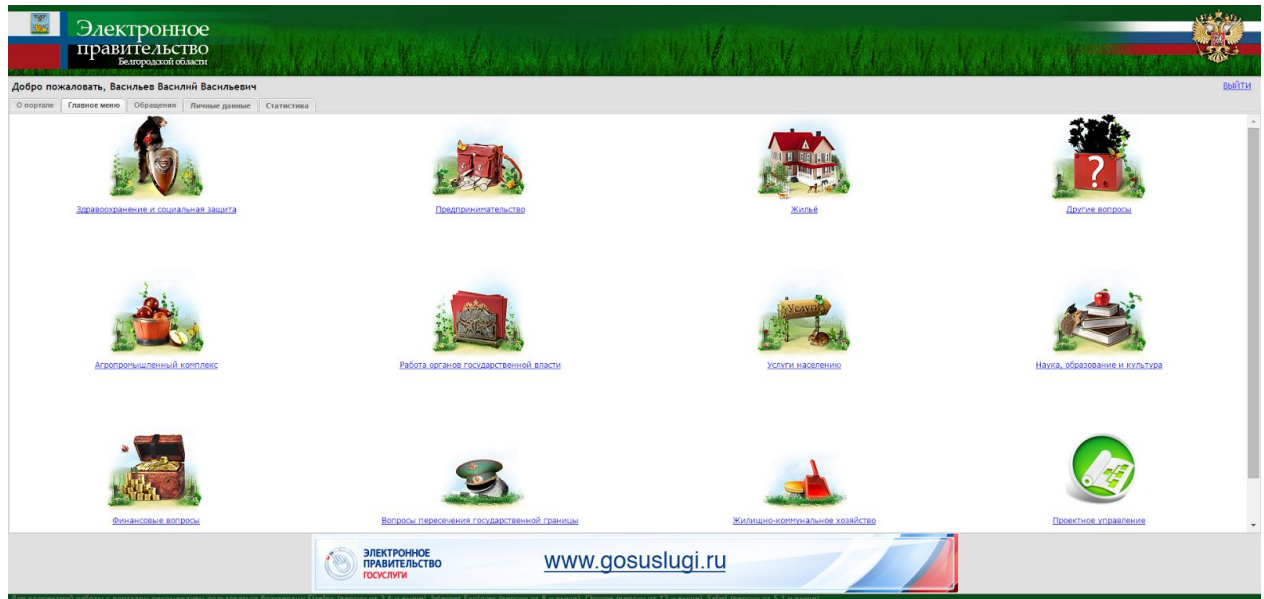 Электронное
правительство
Белгородской области
Добро пожаловать, Васильев Василий Васильевич
ВЫЙТИ
О портале Главное меню Обращения Личные данные Статистика
Здравоохранение и социальная защита
Предпринимательство
Жильё
?
Другие вопросы
Агропромышленный комплекс
Работа органов государственной власти
Услуги
Услуги населению
Наука, образование и культура
Финансовые вопросы
Вопросы пересечения государственной границы
Жилищно-коммунальное хозяйство
Проектное управление
ЭЛЕКТРОННОЕ
ПРАВИТЕЛЬСТВО
ГОСУСЛУГИ
www.gosuslugi.ru